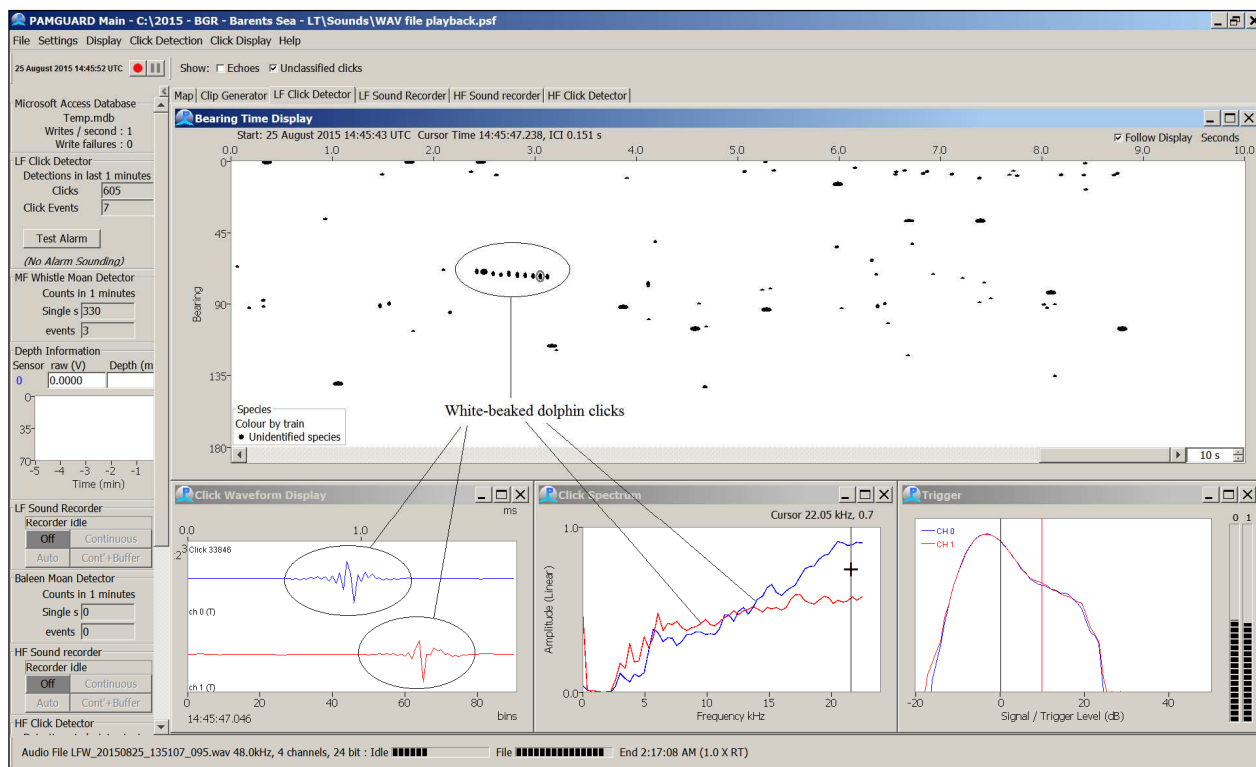 PAMGUARD Main - C:\2015 - BGR - Barents Sea - LT\Sounds\WAV file playback.psf
File Settings Display Click Detection Click Display Help
25 August 2015 14:45:52 UTC
Show: Echoes Unclassified clicks
Map Clip Generator LF Click Detector LF Sound Recorder HF Sound recorder HF Click Detector
Microsoft Access Database
Temp.mdb
Writes / second : 1
Write failures : 0
LF Click Detector
Detections in last 1 minutes
Clicks 605
Click Events 7
Test Alarm
(No Alarm Sounding)
MF Whistle Moan Detector
Counts in 1 minutes
Single s 330
events 3
Depth Information
Sensor raw (V) Depth (m
0 0.0000
0
35
70
-5 -4 -3 -2 -1
Time (min)
LF Sound Recorder
Recorder idle
Off Continuous
Auto Cont'+Buffer
Baleen Moan Detector
Counts in 1 minutes
Single s 0
events 0
HF Sound recorder
Recorder idle
Off Continuous
Auto Cont'+Buffer
HF Click Detector
Bearing Time Display
Start: 25 August 2015 14:45:43 UTC Cursor Time 14:45:47.238, ICI 0.151 s
Follow Display Seconds
0.0 1.0 2.0 3.0 4.0 5.0 6.0 7.0 8.0 9.0 10.0
0
45
90
135
180
Bearing
Species
Colour by train
Unidentified species
10 s
White-beaked dolphin clicks
Click Waveform Display
ms
0.0 1.0
Click 33846
ch 0 (T)
ch 1 (T)
0 20 40 60 80
14:45:47.046 bins
Click Spectrum
Cursor 22.05 kHz, 0.7
1.0
Amplitude (Linear)
0.0
0 5 10 15 20
Frequency kHz
Trigger
CH 0
CH 1
0 1
-20 0 20 40
Signal / Trigger Level (dB)
Audio File LFW_20150825_135107_095.wav 48.0kHz, 4 channels, 24 bit : Idle File End 2:17:08 AM (1.0 X RT)